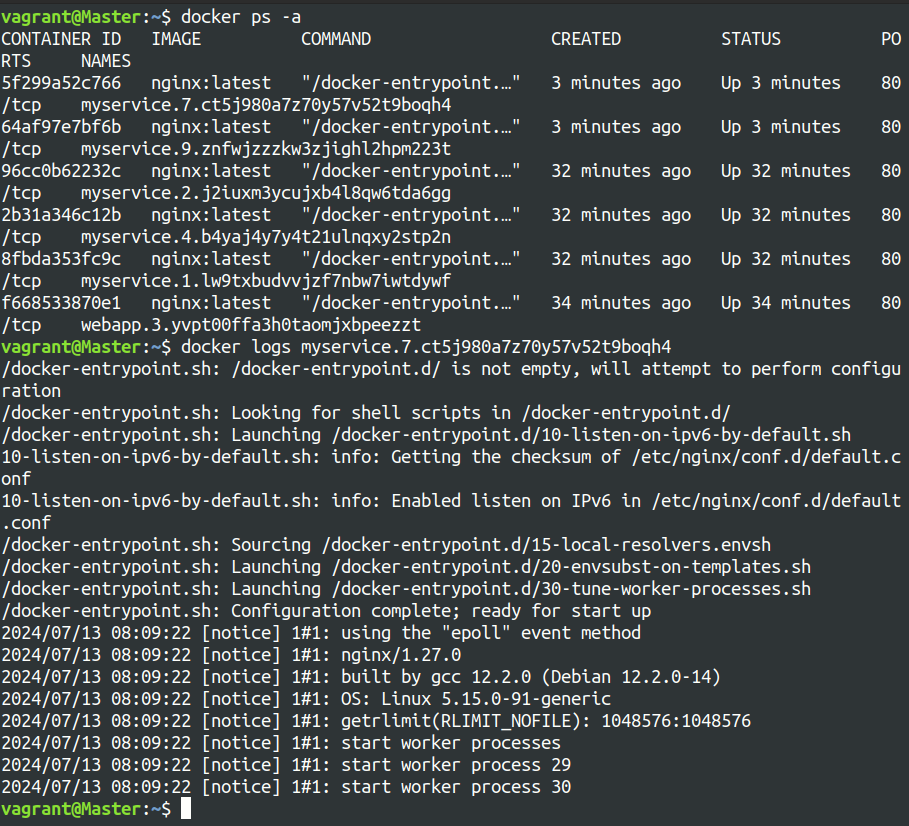 vagrant@Master:~$ docker ps -a
CONTAINER ID   IMAGE          COMMAND                  CREATED          STATUS          PO
RTS     NAMES
5f299a52c766   nginx:latest   "/docker-entrypoint.…"   3 minutes ago    Up 3 minutes    80
/tcp    myservice.7.ct5j980a7z70y57v52t9boqh4
64af97e7bf6b   nginx:latest   "/docker-entrypoint.…"   3 minutes ago    Up 3 minutes    80
/tcp    myservice.9.znfwjzzzkw3zjighl2hpm223t
96cc0b62232c   nginx:latest   "/docker-entrypoint.…"   32 minutes ago   Up 32 minutes   80
/tcp    myservice.2.j2iuxm3ycujxb4l8qw6tda6gg
2b31a346c12b   nginx:latest   "/docker-entrypoint.…"   32 minutes ago   Up 32 minutes   80
/tcp    myservice.4.b4yaj4y7y4t21ulnqxy2stp2n
8fbda353fc9c   nginx:latest   "/docker-entrypoint.…"   32 minutes ago   Up 32 minutes   80
/tcp    myservice.1.lw9txbudvvjzf7nbw7iwtdywf
f668533870e1   nginx:latest   "/docker-entrypoint.…"   34 minutes ago   Up 34 minutes   80
/tcp    webapp.3.yvpt00ffa3h0taomjxbpeezzt
vagrant@Master:~$ docker logs myservice.7.ct5j980a7z70y57v52t9boqh4
/docker-entrypoint.sh: /docker-entrypoint.d/ is not empty, will attempt to perform configu
ration
/docker-entrypoint.sh: Looking for shell scripts in /docker-entrypoint.d/
/docker-entrypoint.sh: Launching /docker-entrypoint.d/10-listen-on-ipv6-by-default.sh
10-listen-on-ipv6-by-default.sh: info: Getting the checksum of /etc/nginx/conf.d/default.c
onf
10-listen-on-ipv6-by-default.sh: info: Enabled listen on IPv6 in /etc/nginx/conf.d/default
.conf
/docker-entrypoint.sh: Sourcing /docker-entrypoint.d/15-local-resolvers.envsh
/docker-entrypoint.sh: Launching /docker-entrypoint.d/20-envsubst-on-templates.sh
/docker-entrypoint.sh: Launching /docker-entrypoint.d/30-tune-worker-processes.sh
/docker-entrypoint.sh: Configuration complete; ready for start up
2024/07/13 08:09:22 [notice] 1#1: using the "epoll" event method
2024/07/13 08:09:22 [notice] 1#1: nginx/1.27.0
2024/07/13 08:09:22 [notice] 1#1: built by gcc 12.2.0 (Debian 12.2.0-14)
2024/07/13 08:09:22 [notice] 1#1: OS: Linux 5.15.0-91-generic
2024/07/13 08:09:22 [notice] 1#1: getrlimit(RLIMIT_NOFILE): 1048576:1048576
2024/07/13 08:09:22 [notice] 1#1: start worker processes
2024/07/13 08:09:22 [notice] 1#1: start worker process 29
2024/07/13 08:09:22 [notice] 1#1: start worker process 30
vagrant@Master:~$